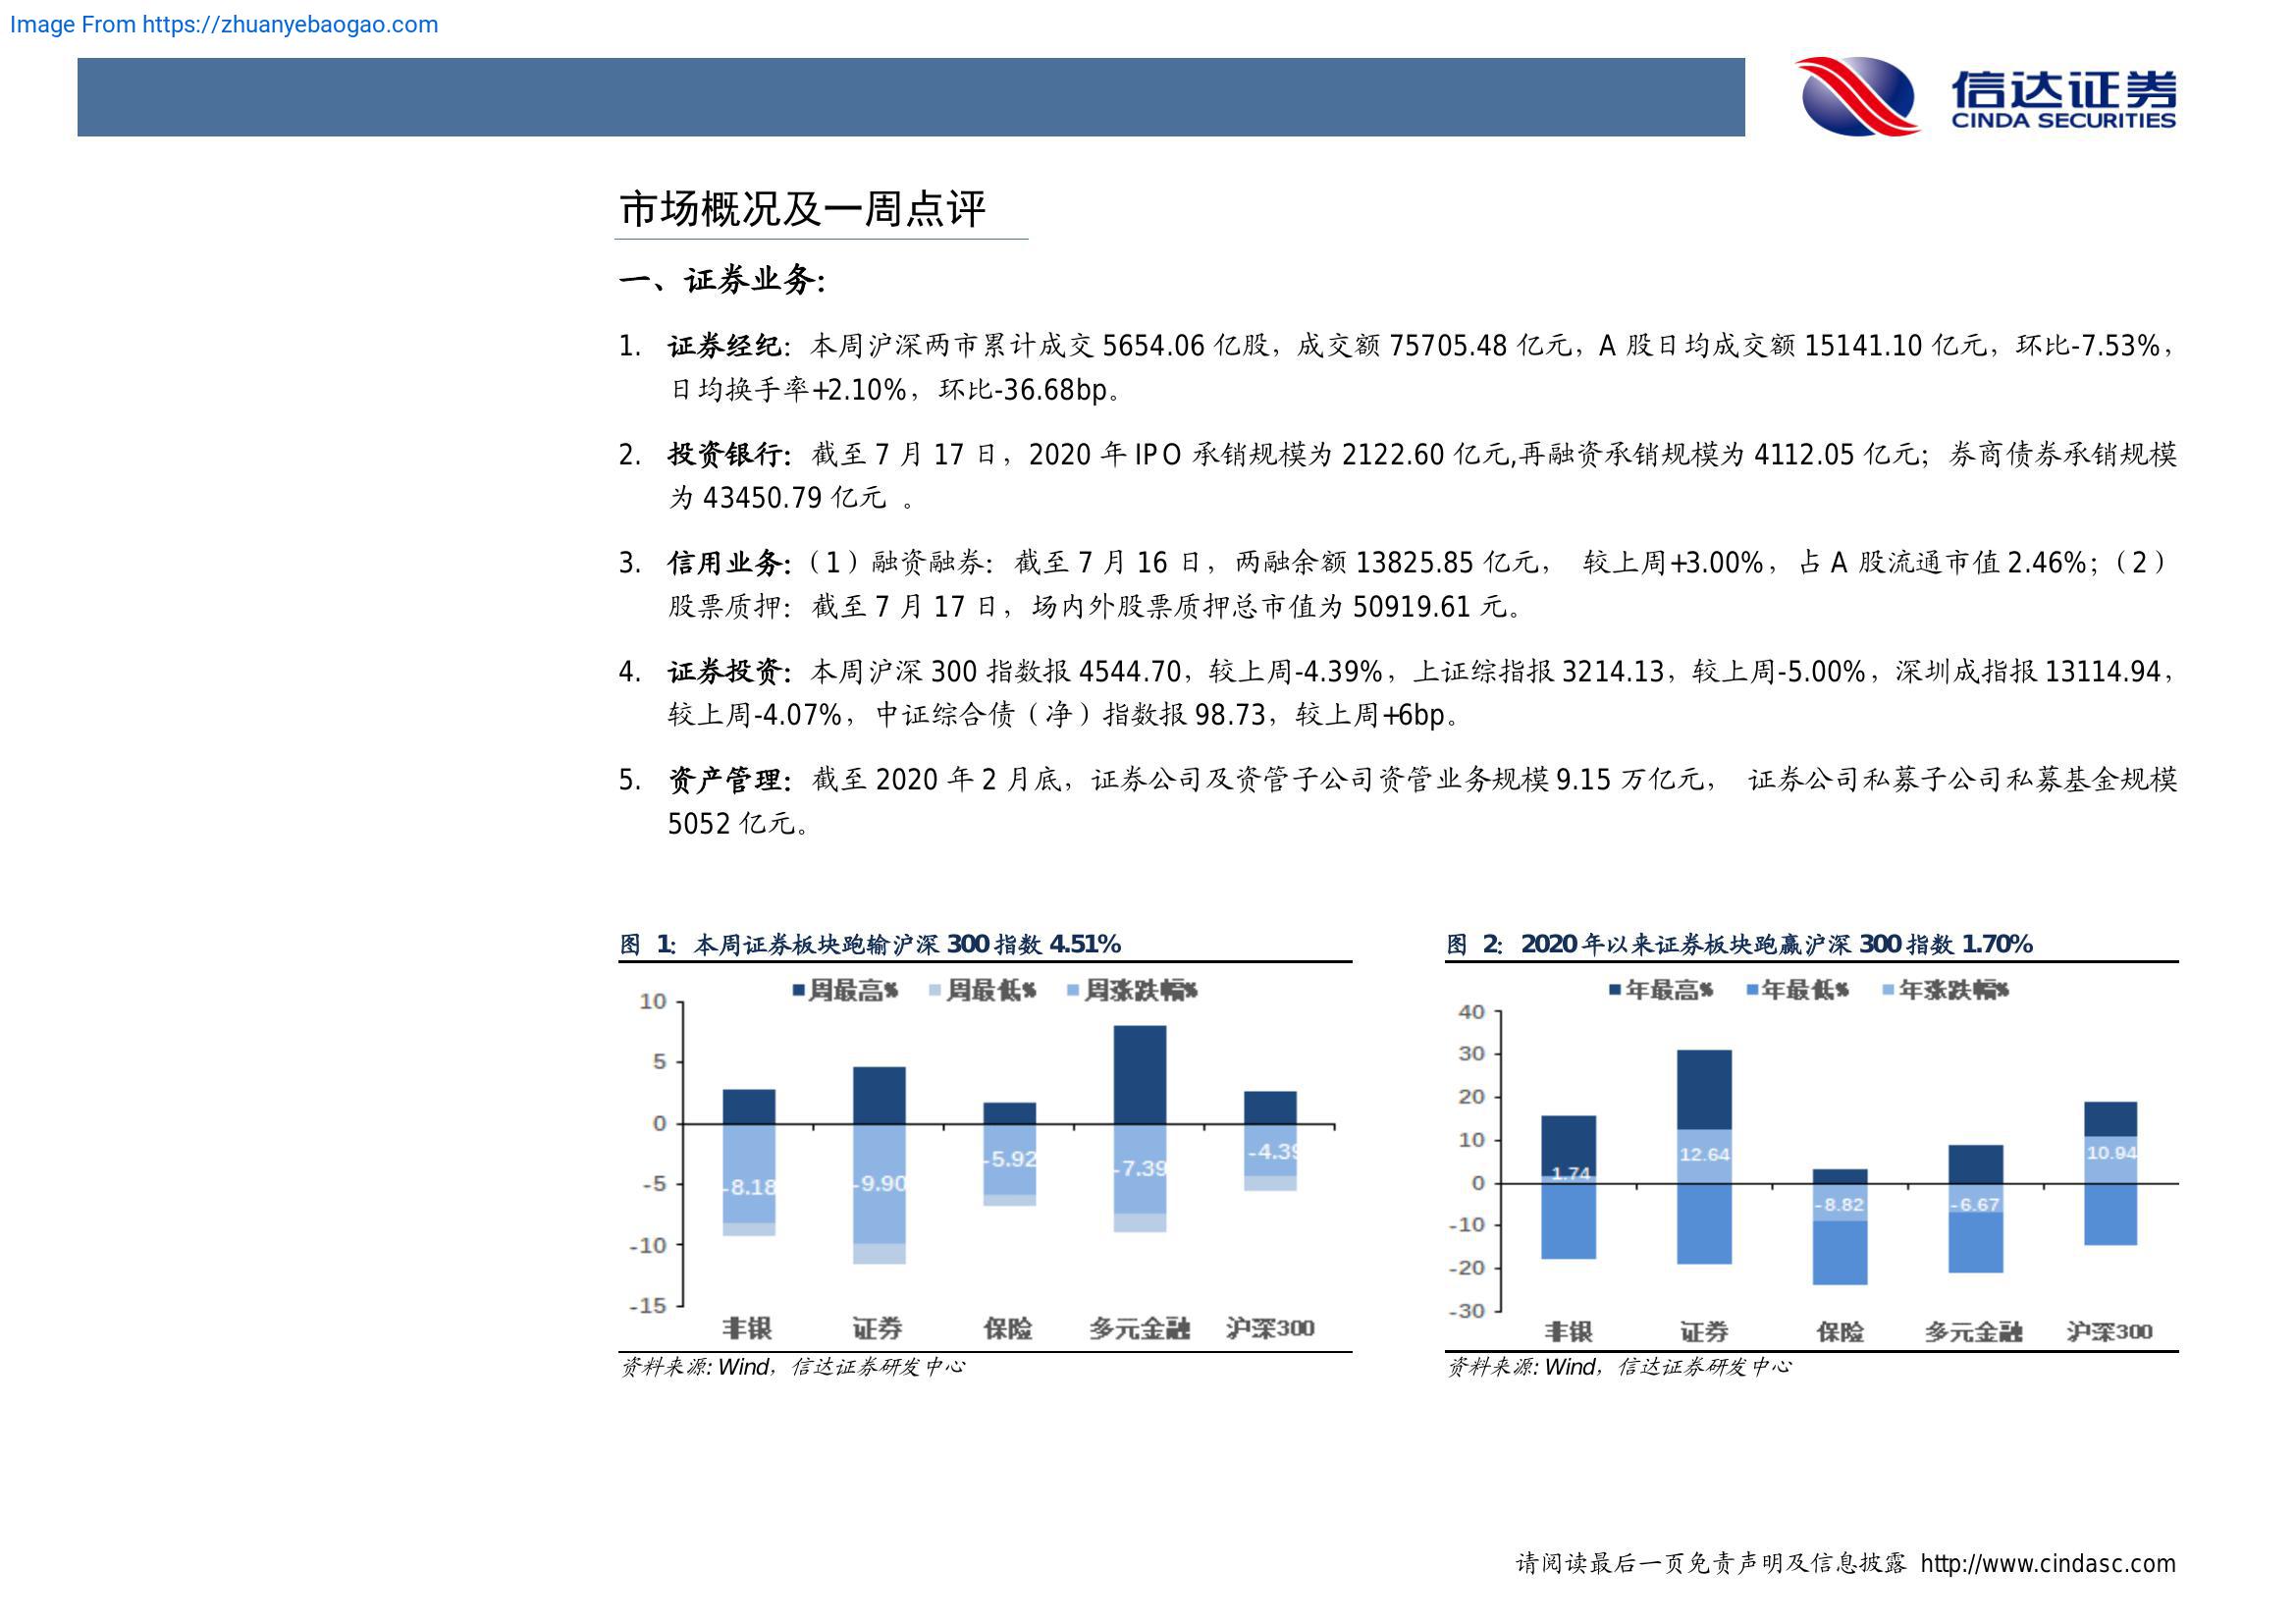 Image From https://zhuanyebaogao.com
信达证券
CINDA SECURITIES
市场概况及一周点评
一、证券业务：
1. 证券经纪：本周沪深两市累计成交 5654.06 亿股，成交额 75705.48 亿元，A 股日均成交额 15141.10 亿元，环比-7.53%，
日均换手率+2.10%，环比-36.68bp。
2. 投资银行：截至 7 月 17 日，2020 年 IPO 承销规模为 2122.60 亿元,再融资承销规模为 4112.05 亿元；券商债券承销规模
为 43450.79 亿元 。
3. 信用业务：（1）融资融券：截至 7 月 16 日，两融余额 13825.85 亿元， 较上周+3.00%，占 A 股流通市值 2.46%；（2）
股票质押：截至 7 月 17 日，场内外股票质押总市值为 50919.61 元。
4. 证券投资：本周沪深 300 指数报 4544.70，较上周-4.39%，上证综指报 3214.13，较上周-5.00%，深圳成指报 13114.94，
较上周-4.07%，中证综合债（净）指数报 98.73，较上周+6bp。
5. 资产管理：截至 2020 年 2 月底，证券公司及资管子公司资管业务规模 9.15 万亿元， 证券公司私募子公司私募基金规模
5052 亿元。
图 1：本周证券板块跑输沪深 300 指数 4.51%
周最高% 周最低% 周涨跌幅%
10
5
0
-5
-10
-15
-8.18 -9.90 -5.92 -7.39 -4.39
非银 证券 保险 多元金融 沪深300
资料来源: Wind，信达证券研发中心
图 2：2020 年以来证券板块跑赢沪深 300 指数 1.70%
年最高% 年最低% 年涨跌幅%
40
30
20
10
0
-10
-20
-30
1.74 12.64 -8.82 -6.67 10.94
非银 证券 保险 多元金融 沪深300
资料来源: Wind，信达证券研发中心
请阅读最后一页免责声明及信息披露 http://www.cindasc.com